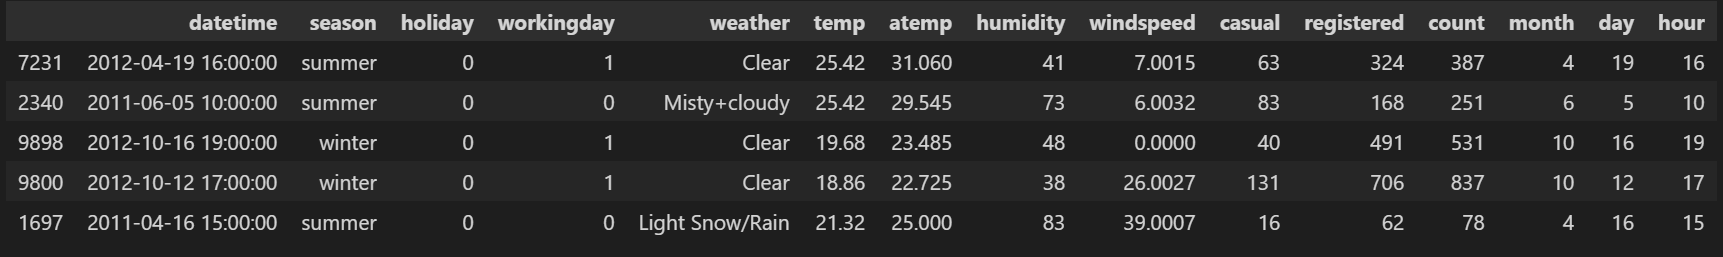 datetime season holiday workingday weather temp atemp humidity windspeed casual registered count month day hour
7231 2012-04-19 16:00:00 summer 0 1 Clear 25.42 31.060 41 7.0015 63 324 387 4 19 16
2340 2011-06-05 10:00:00 summer 0 0 Misty+cloudy 25.42 29.545 73 6.0032 83 168 251 6 5 10
9898 2012-10-16 19:00:00 winter 0 1 Clear 19.68 23.485 48 0.0000 40 491 531 10 16 19
9800 2012-10-12 17:00:00 winter 0 1 Clear 18.86 22.725 38 26.0027 131 706 837 10 12 17
1697 2011-04-16 15:00:00 summer 0 0 Light Snow/Rain 21.32 25.000 83 39.0007 16 62 78 4 16 15